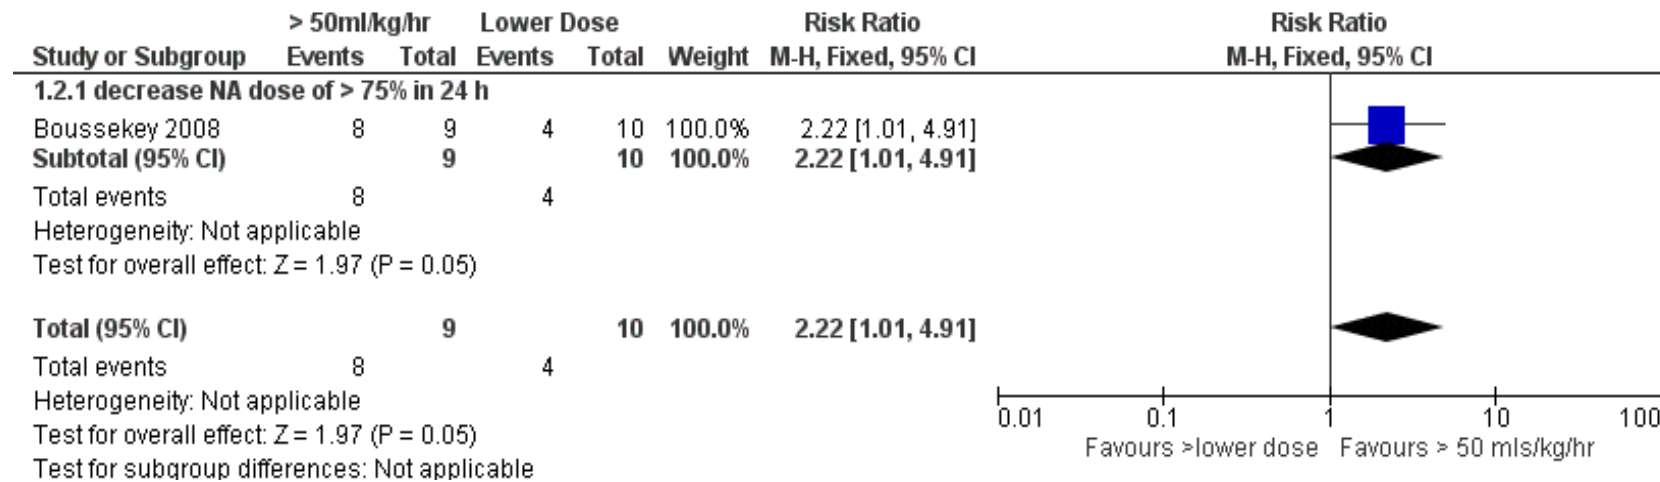 > 50ml/kg/hr Lower Dose Risk Ratio Risk Ratio
Study or Subgroup Events Total Events Total Weight M-H, Fixed, 95% CI M-H, Fixed, 95% CI
1.2.1 decrease NA dose of > 75% in 24 h
Boussekey 2008 8 9 4 10 100.0% 2.22 [1.01, 4.91]
Subtotal (95% CI) 9 10 100.0% 2.22 [1.01, 4.91]
Total events 8 4
Heterogeneity: Not applicable
Test for overall effect: Z = 1.97 (P = 0.05)
Total (95% CI) 9 10 100.0% 2.22 [1.01, 4.91]
Total events 8 4
Heterogeneity: Not applicable
Test for overall effect: Z = 1.97 (P = 0.05)
Test for subgroup differences: Not applicable
0.01 0.1 1 10 100
Favours >lower dose Favours > 50 mls/kg/hr